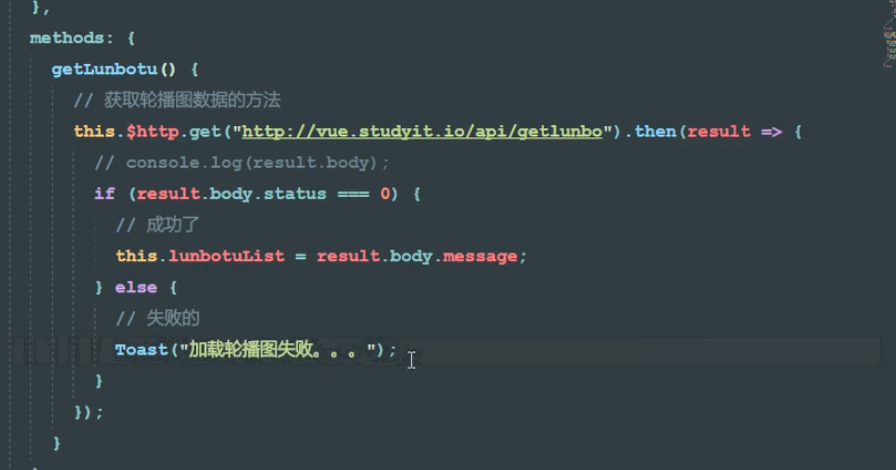 },
methods: {
getLunbotu() {
// 获取轮播图数据的方法
this.$http.get("http://vue.studyit.io/api/getlunbo").then(result => {
// console.log(result.body);
if (result.body.status === 0) {
// 成功了
this.lunbotuList = result.body.message;
} else {
// 失败的
Toast("加载轮播图失败。。。");
}
});
}